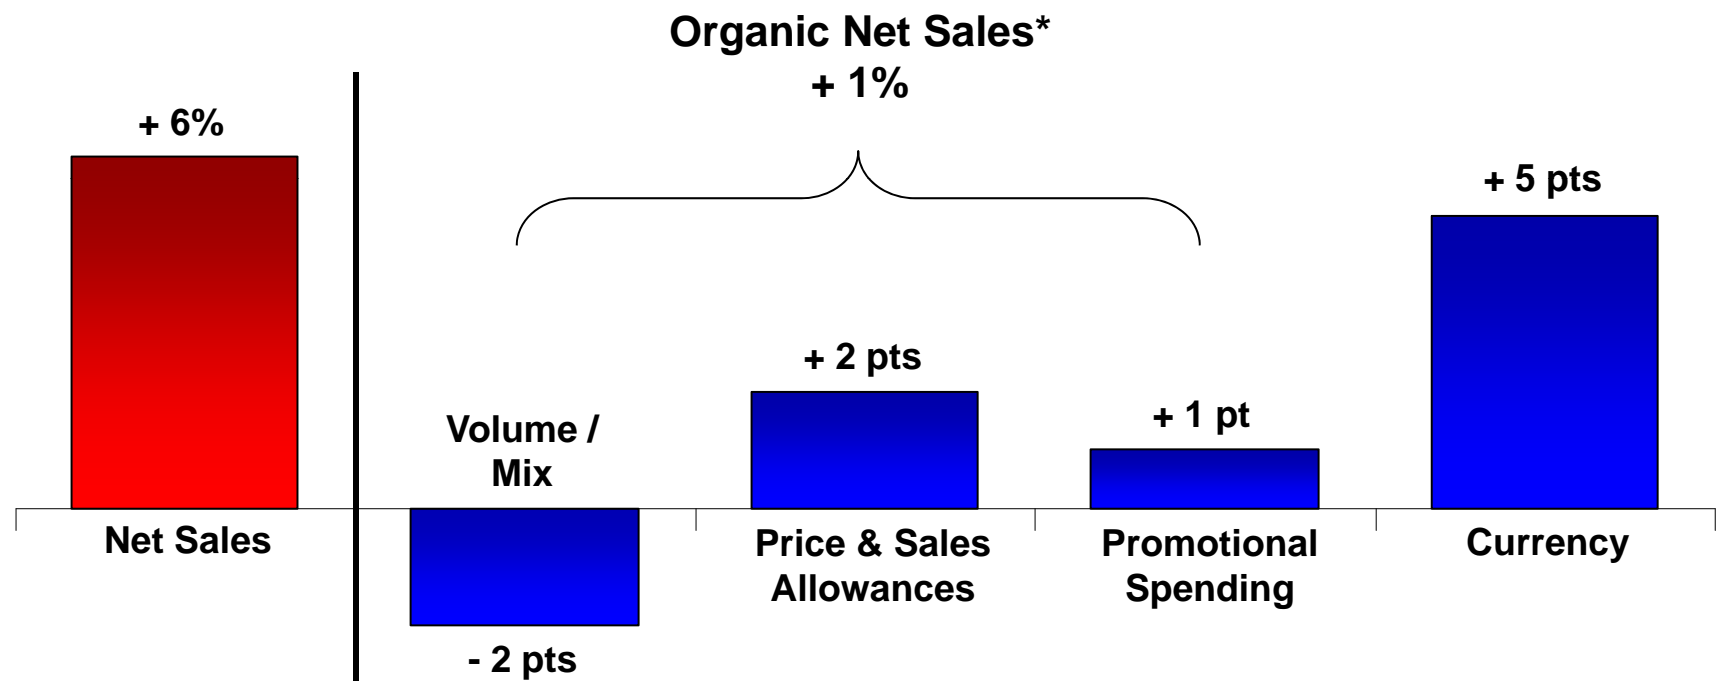 Organic Net Sales*
+ 1%
+ 6%
Net Sales
Volume /
Mix
- 2 pts
+ 2 pts
Price & Sales
Allowances
+ 1 pt
Promotional
Spending
+ 5 pts
Currency